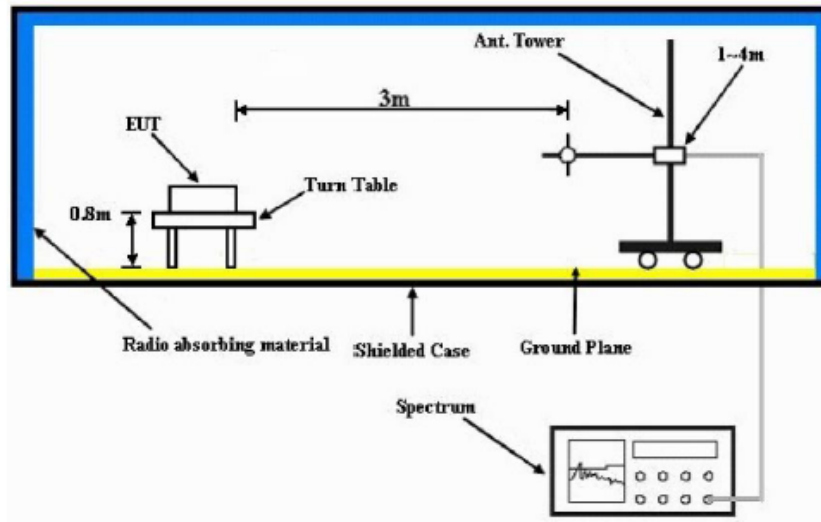 Ant. Tower
1~4m
3m
EUT
Turn Table
0.8m
Radio absorbing material
Shielded Case
Ground Plane
Spectrum